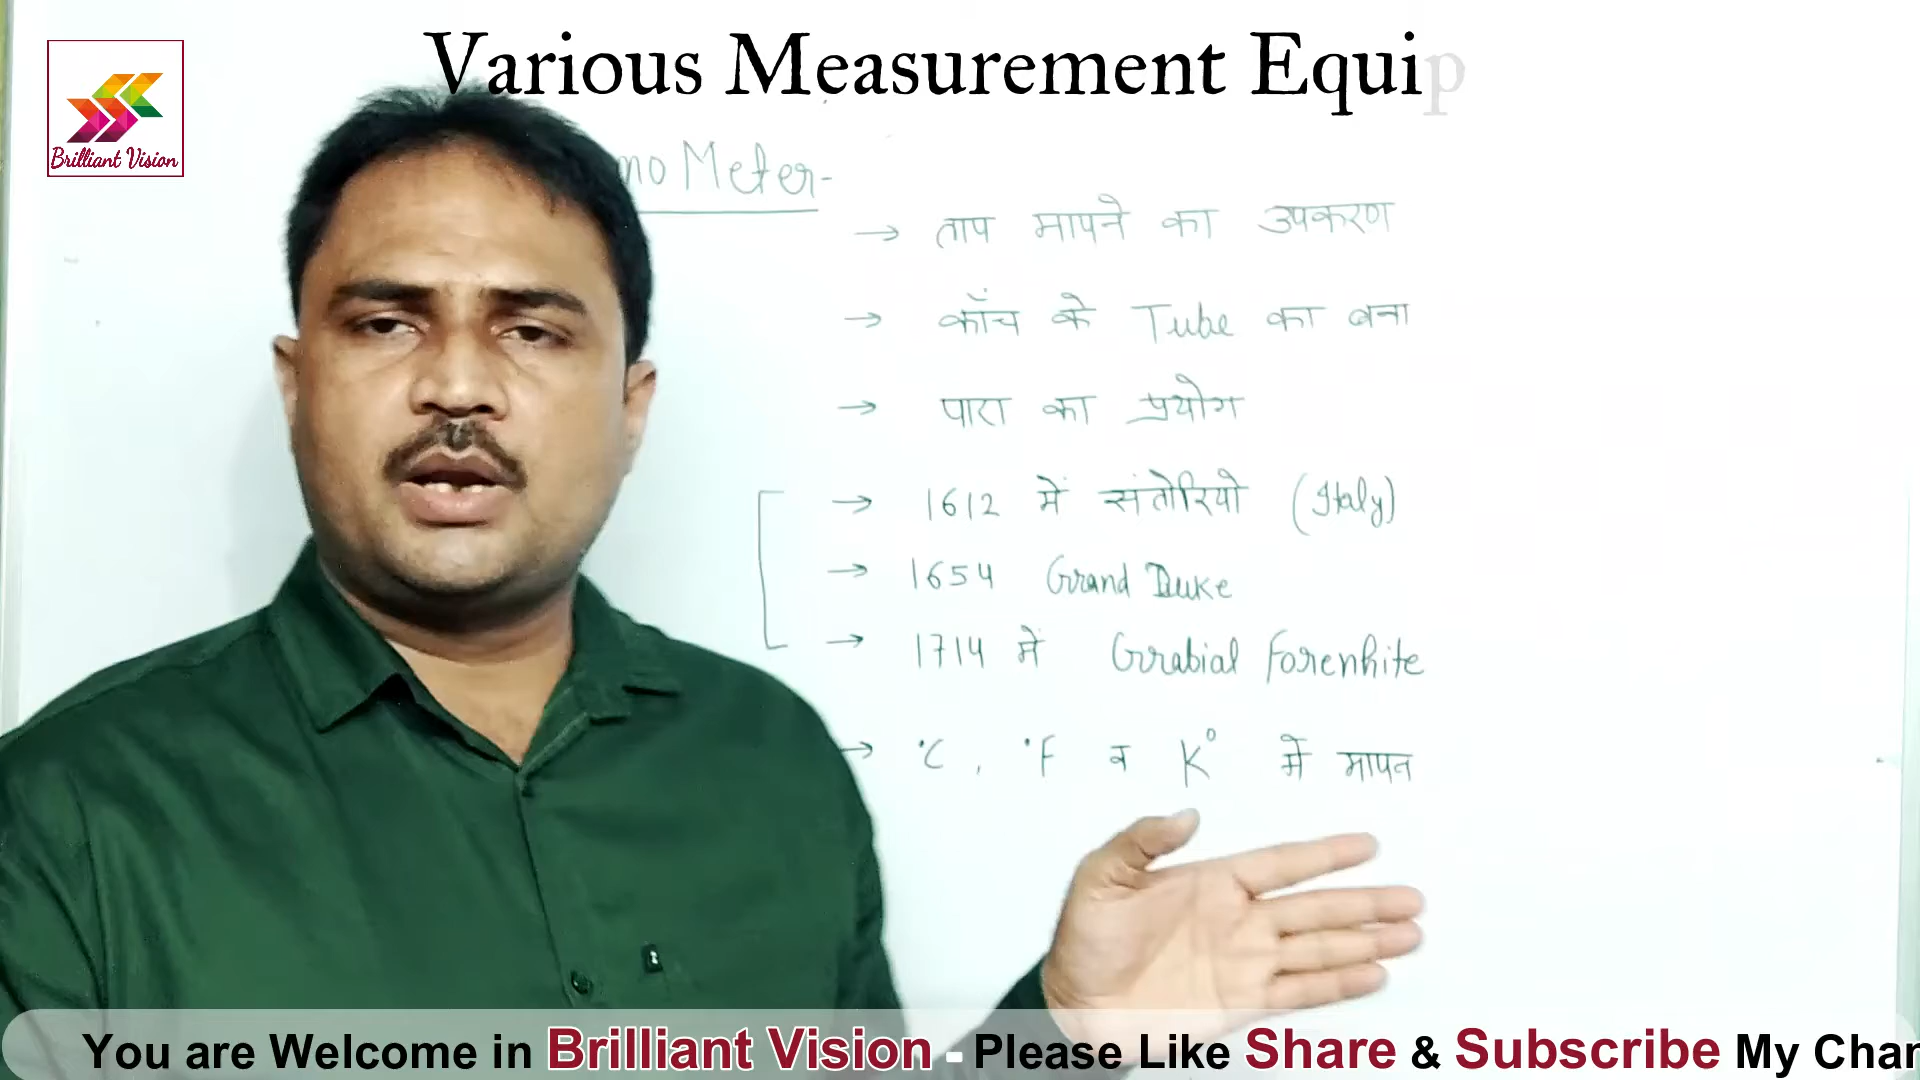 Various Measurement Equip
Brilliant Vision
mo Meter-
→ ताप मापने का उपकरण
→ काँच के Tube का बना
→ पारा का प्रयोग
→ 1612 में संतोरियो (Italy)
→ 1654 Grand Duke
→ 1714 में Grabial Forenhite
→ °C, °F व K° में मापन
You are Welcome in Brilliant Vision - Please Like Share & Subscribe My Chan